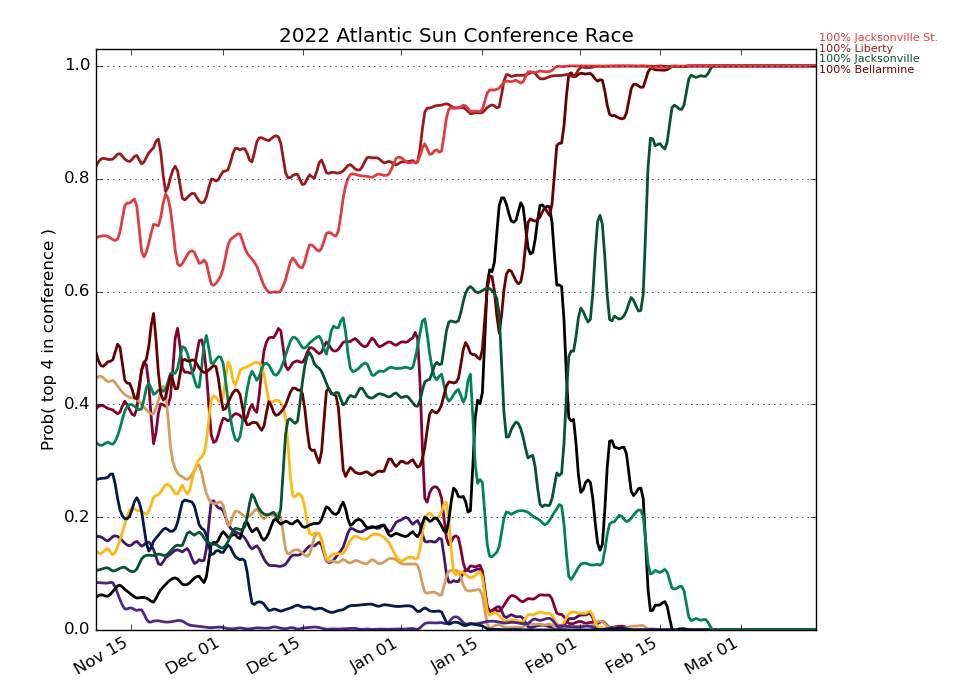 2022 Atlantic Sun Conference Race
100% Jacksonville St.
100% Liberty
100% Jacksonville
100% Bellarmine
Prob( top 4 in conference )
1.0
0.8
0.6
0.4
0.2
0.0
Nov 15
Dec 01
Dec 15
Jan 01
Jan 15
Feb 01
Feb 15
Mar 01